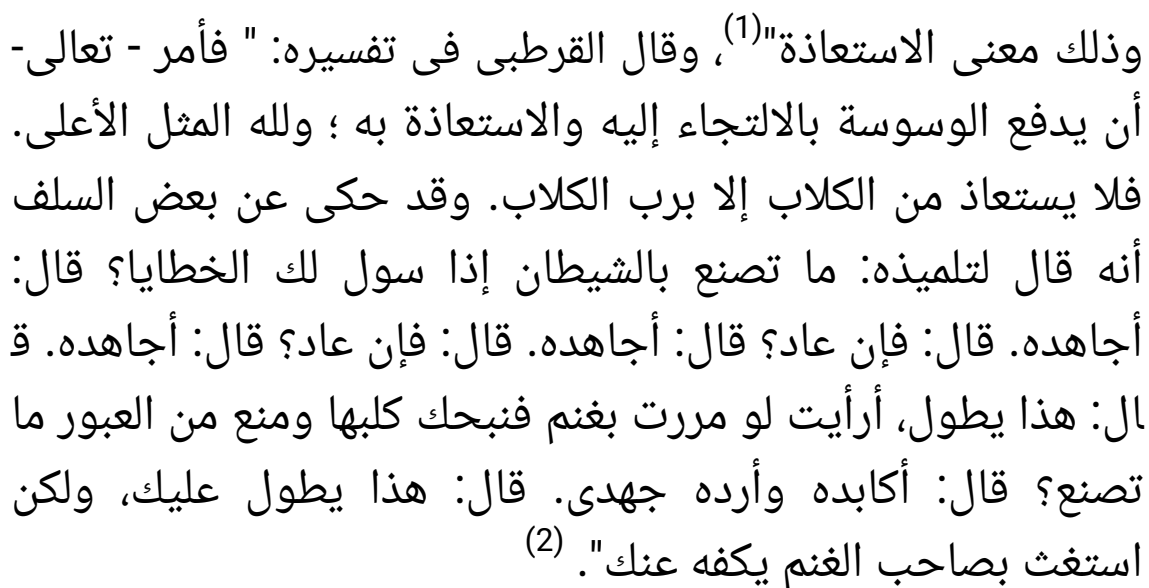 وذلك معنى الاستعاذة"(1)، وقال القرطبى فى تفسيره: " فأمر - تعالى-
أن يدفع الوسوسة بالالتجاء إليه والاستعاذة به ؛ ولله المثل الأعلى.
فلا يستعاذ من الكلاب إلا برب الكلاب. وقد حكى عن بعض السلف
أنه قال لتلميذه: ما تصنع بالشيطان إذا سول لك الخطايا؟ قال:
أجاهده. قال: فإن عاد؟ قال: أجاهده. قال: فإن عاد؟ قال: أجاهده. ق
ال: هذا يطول، أرأيت لو مررت بغنم فنبحك كلبها ومنع من العبور ما
تصنع؟ قال: أكابده وأرده جهدى. قال: هذا يطول عليك، ولكن
استغث بصاحب الغنم يكفه عنك". (2)